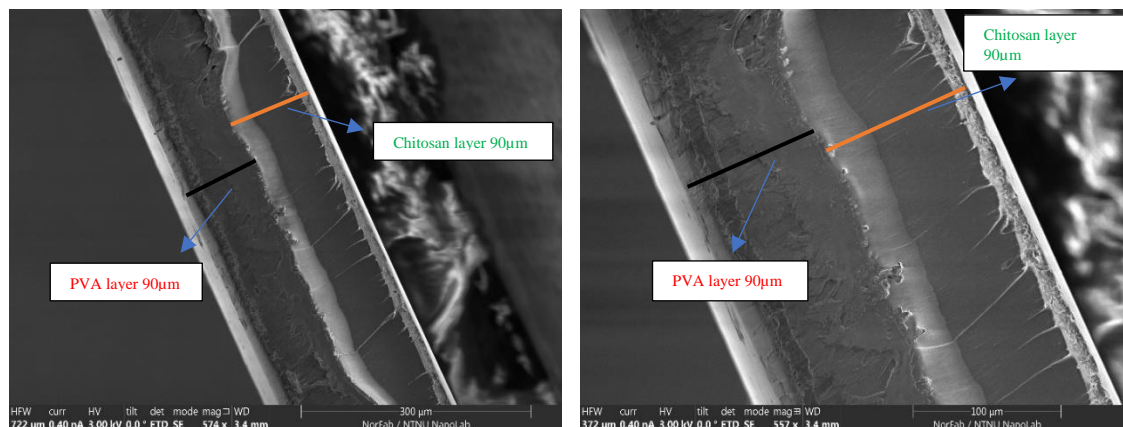 Chitosan layer 90µm
PVA layer 90µm
HFW curr HV tilt det mode mag WD
722 µm 0.40 nA 3.00 kV 0.0 ° ETD SE 574 x 3.4 mm
300 µm
NorFab / NTNU NanoLab
Chitosan layer
90µm
PVA layer 90µm
HFW curr HV tilt det mode mag WD
372 µm 0.40 nA 3.00 kV 0.0 ° ETD SE 557 x 3.4 mm
100 µm
NorFab / NTNU NanoLab